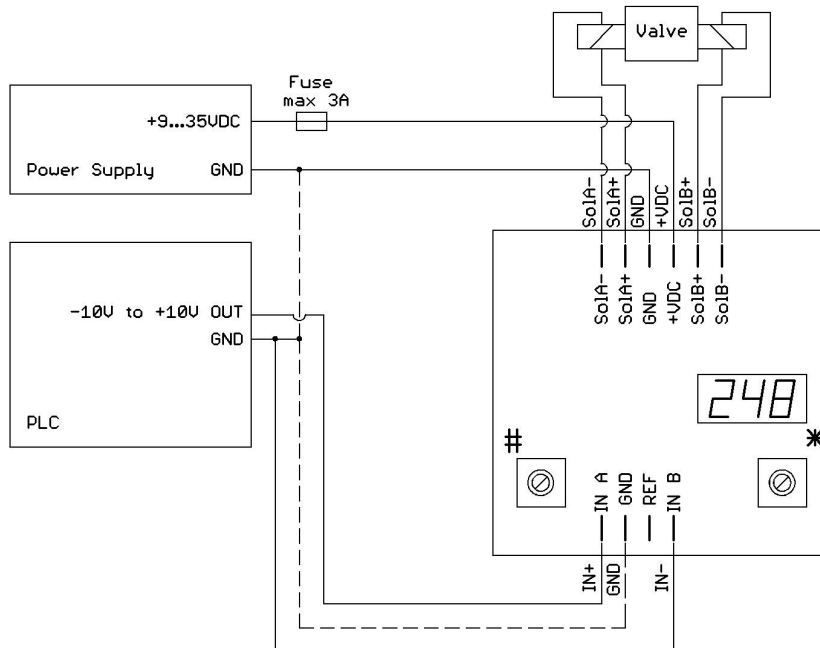 Valve
Fuse
max 3A
+9...35VDC
Power Supply
GND
SolA-
SolA+
GND
+VDC
SolB+
SolB-
SolA-
SolA+
GND
+VDC
SolB+
SolB-
-10V to +10V OUT
GND
PLC
248
#
*
IN A
GND
REF
IN B
IN+
GND
IN-